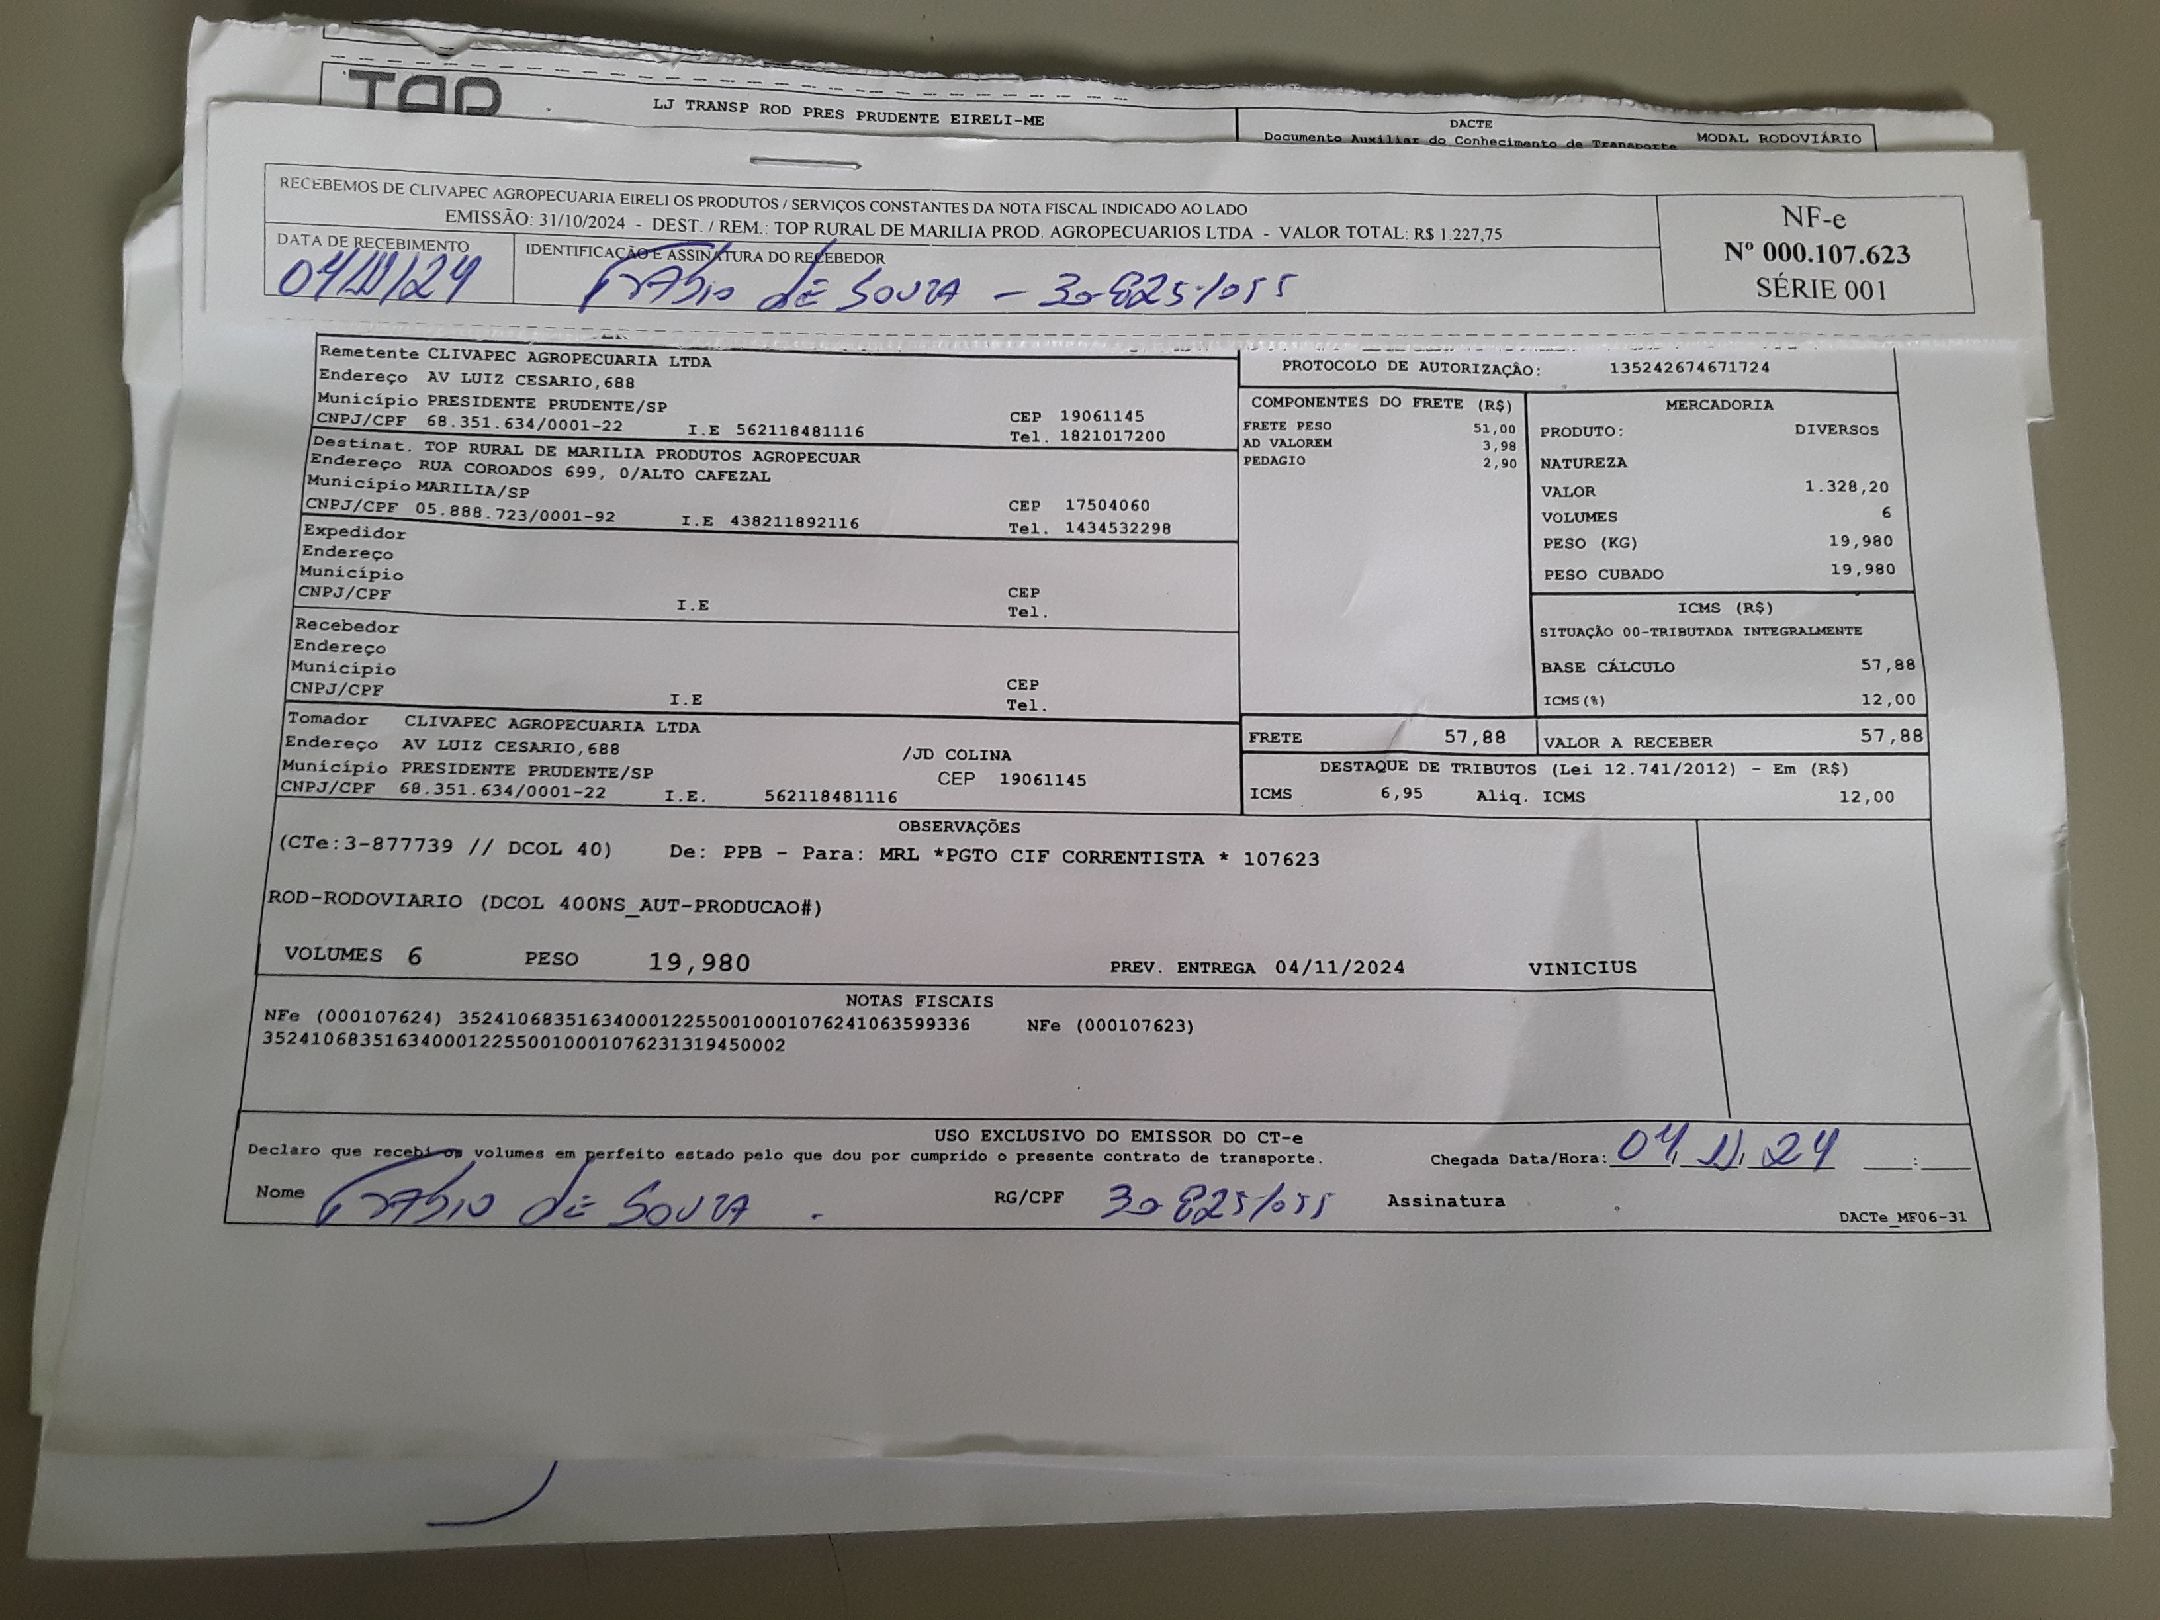 TAP
LJ TRANSP ROD PRES PRUDENTE EIRELI-ME
DACTE
Documento Auxiliar do Conhecimento de Transporte
MODAL RODOVIÁRIO
RECEBEMOS DE CLIVAPEC AGROPECUARIA EIRELI OS PRODUTOS / SERVIÇOS CONSTANTES DA NOTA FISCAL INDICADO AO LADO
EMISSÃO: 31/10/2024 - DEST. / REM.: TOP RURAL DE MARILIA PROD. AGROPECUARIOS LTDA - VALOR TOTAL: R$ 1.227,75
NF-e
Nº 000.107.623
SÉRIE 001
DATA DE RECEBIMENTO
04/11/24
IDENTIFICAÇÃO E ASSINATURA DO RECEBEDOR
FABIO DE SOUZA -
Remetente CLIVAPEC AGROPECUARIA LTDA
Endereço AV LUIZ CESARIO,688
Município PRESIDENTE PRUDENTE/SP CEP 19061145
CNPJ/CPF 68.351.634/0001-22 I.E 562118481116 Tel. 1821017200
Destinat. TOP RURAL DE MARILIA PRODUTOS AGROPECUAR
Endereço RUA COROADOS 699, 0/ALTO CAFEZAL
Município MARILIA/SP CEP 17504060
CNPJ/CPF 05.888.723/0001-92 I.E 438211892116 Tel. 1434532298
Expedidor
Endereço
Município CEP
CNPJ/CPF I.E Tel.
Recebedor
Endereço
Município CEP
CNPJ/CPF I.E Tel.
Tomador CLIVAPEC AGROPECUARIA LTDA
Endereço AV LUIZ CESARIO,688 /JD COLINA
Município PRESIDENTE PRUDENTE/SP CEP 19061145
CNPJ/CPF 68.351.634/0001-22 I.E. 562118481116
PROTOCOLO DE AUTORIZAÇÃO: 135242674671724
COMPONENTES DO FRETE (R$)
FRETE PESO 51,00
AD VALOREM 3,98
PEDAGIO 2,90
MERCADORIA
PRODUTO: DIVERSOS
NATUREZA
VALOR 1.328,20
VOLUMES 6
PESO (KG) 19,980
PESO CUBADO 19,980
ICMS (R$)
SITUAÇÃO 00-TRIBUTADA INTEGRALMENTE
BASE CÁLCULO 57,88
ICMS(%) 12,00
FRETE 57,88
VALOR A RECEBER 57,88
DESTAQUE DE TRIBUTOS (Lei 12.741/2012) - Em (R$)
ICMS 6,95 Aliq. ICMS 12,00
OBSERVAÇÕES
(CTe:3-877739 // DCOL 40) De: PPB - Para: MRL *PGTO CIF CORRENTISTA * 107623
ROD-RODOVIARIO (DCOL 400NS_AUT-PRODUCAO#)
VOLUMES 6 PESO 19,980 PREV. ENTREGA 04/11/2024 VINICIUS
NOTAS FISCAIS
NFe (000107624) 35241068351634000122550010001076241063599336 NFe (000107623)
35241068351634000122550010001076231319450002
USO EXCLUSIVO DO EMISSOR DO CT-e
Declaro que recebi os volumes em perfeito estado pelo que dou por cumprido o presente contrato de transporte. Chegada Data/Hora: 04, 11, 24 :
Nome FABIO DE SOUZA . RG/CPF Assinatura
DACTe_MF06-31